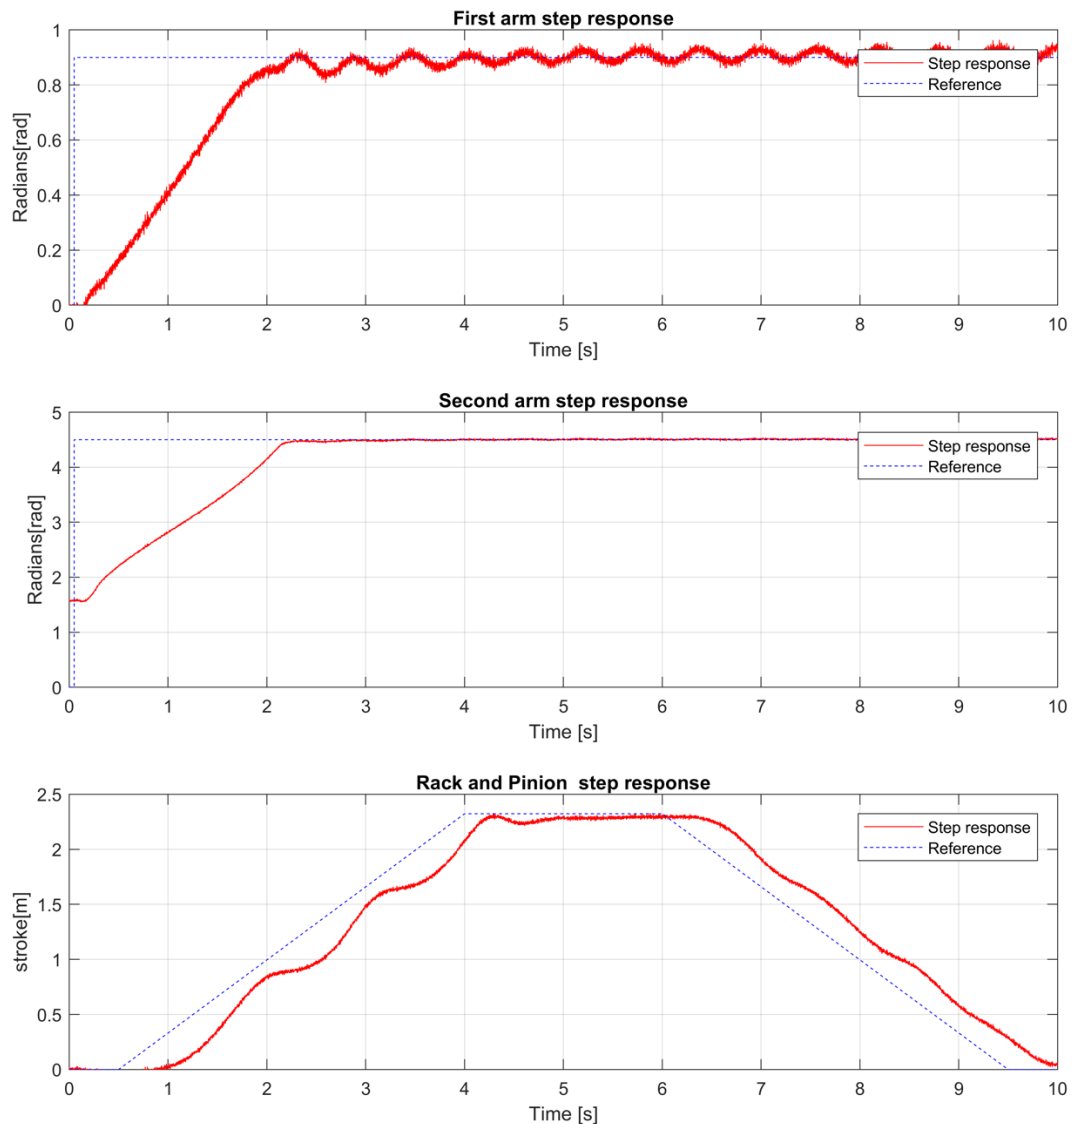 First arm step response
1
0.8
0.6
0.4
0.2
0
Radians[rad]
Step response
Reference
0 1 2 3 4 5 6 7 8 9 10
Time [s]
Second arm step response
5
4
3
2
1
0
Radians[rad]
Step response
Reference
0 1 2 3 4 5 6 7 8 9 10
Time [s]
Rack and Pinion  step response
2.5
2
1.5
1
0.5
0
stroke[m]
Step response
Reference
0 1 2 3 4 5 6 7 8 9 10
Time [s]